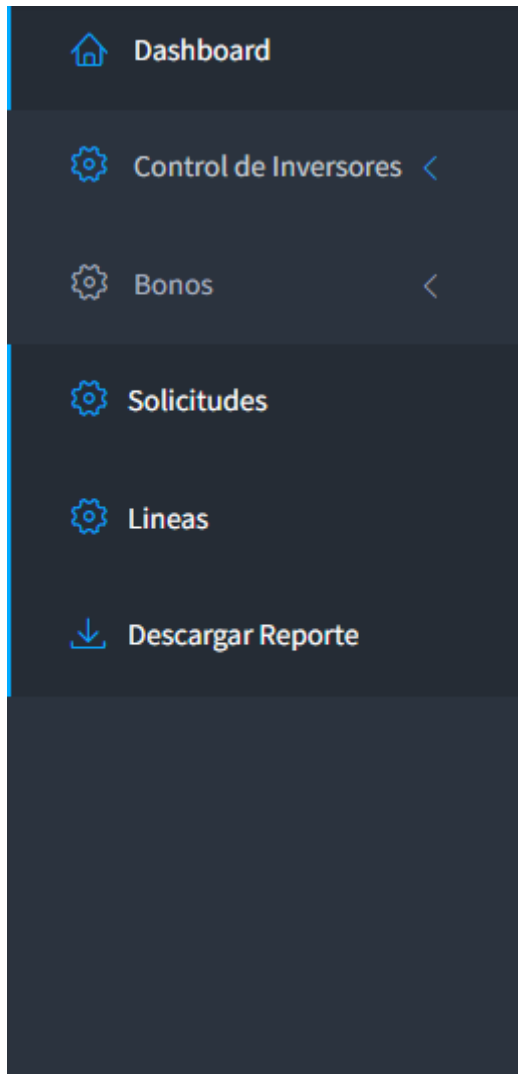 Dashboard
Control de Inversores
Bonos
Solicitudes
Lineas
Descargar Reporte